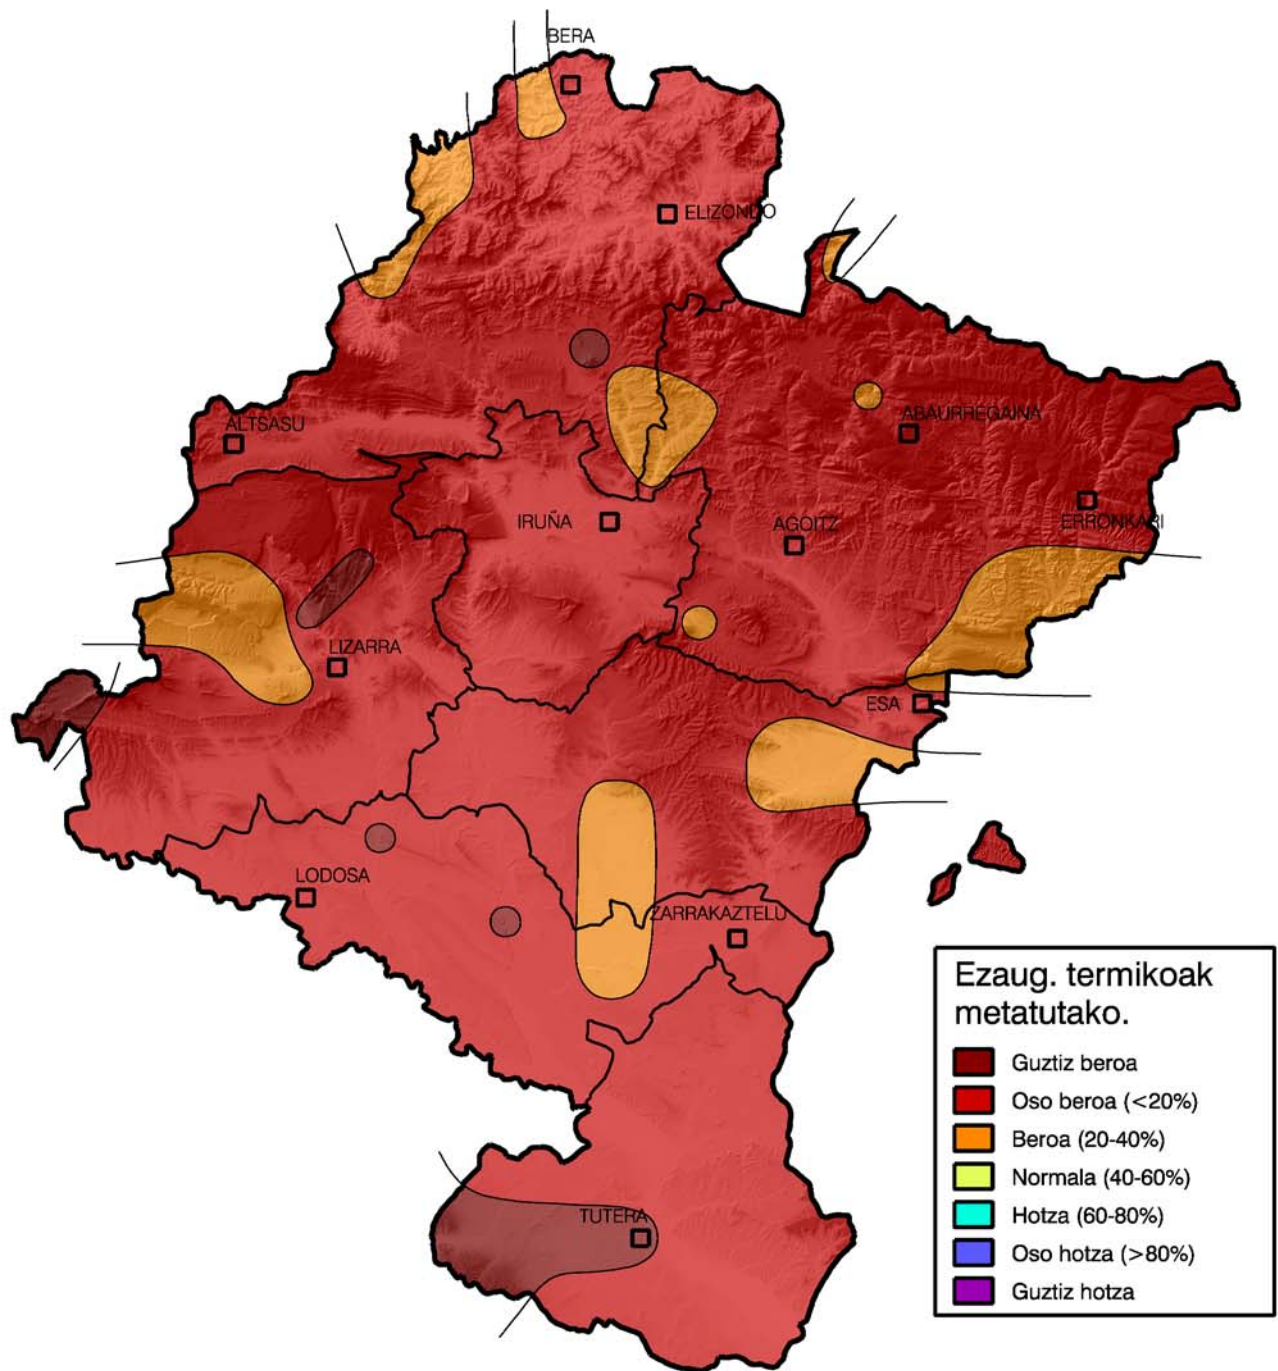 BERA
ELIZONDO
ALTSASU
ABAURREGAINA
IRUÑA
AGOITZ
ERRONKARI
LIZARRA
ESA
LODOSA
ZARRAKAZTELU
TUTERA
Ezaug. termikoak
metatutako.
Guztiz beroa
Oso beroa (<20%)
Beroa (20-40%)
Normala (40-60%)
Hotza (60-80%)
Oso hotza (>80%)
Guztiz hotza